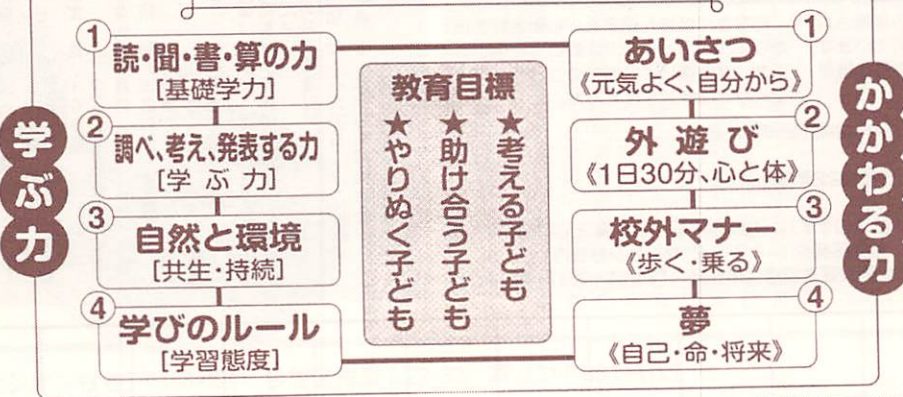 学ぶ力
①
読・聞・書・算の力
[基礎学力]
②
調べ、考え、発表する力
[学ぶ力]
③
自然と環境
[共生・持続]
④
学びのルール
[学習態度]
教育目標
★考える子ども
★助け合う子ども
★やりぬく子ども
①
あいさつ
《元気よく、自分から》
②
外遊び
《1日30分、心と体》
③
校外マナー
《歩く・乗る》
④
夢
《自己・命・将来》
かかわる力